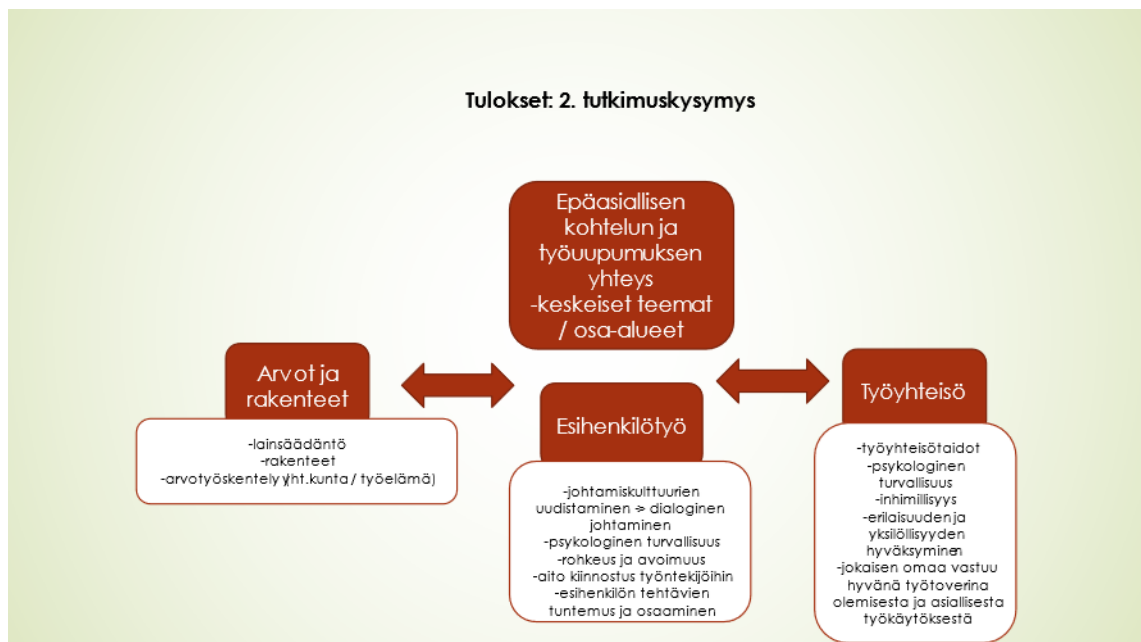 Tulokset: 2. tutkimuskysymys
Epäasiallisen
kohtelun ja
työuupumuksen
yhteys
-keskeiset teemat
/ osa-alueet
Arvot ja
rakenteet
-lainsäädäntö
-rakenteet
-arvotyöskentely (yht.kunta / työelämä)
Esihenkilötyö
-johtamiskulttuurien
uudistaminen -> dialoginen
johtaminen
-psykologinen turvallisuus
-rohkeus ja avoimuus
-aito kiinnostus työntekijöihin
-esihenkilön tehtävien
tuntemus ja osaaminen
Työyhteisö
-työyhteisötaidot
-psykologinen
turvallisuus
-inhimillisyys
-erilaisuuden ja
yksilöllisyyden
hyväksyminen
-jokaisen omaa vastuu
hyvänä työtoverina
olemisesta ja asiallisesta
työkäytöksestä